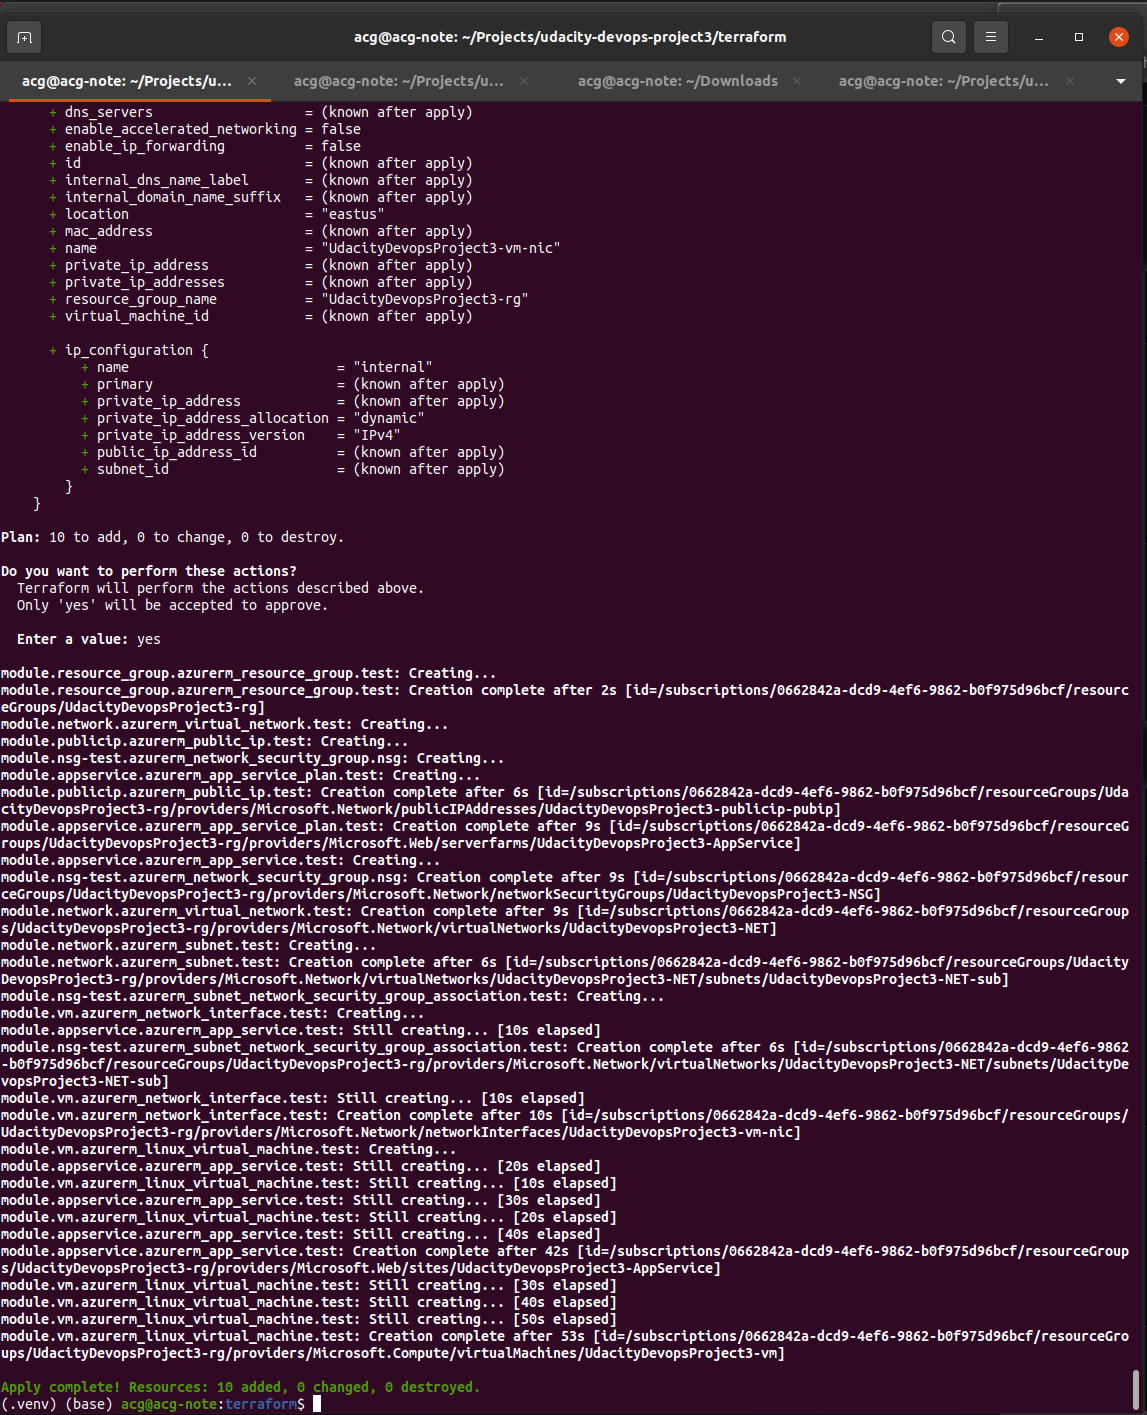 acg@acg-note: ~/Projects/udacity-devops-project3/terraform
acg@acg-note: ~/Projects/u... × acg@acg-note: ~/Projects/u... × acg@acg-note: ~/Downloads × acg@acg-note: ~/Projects/u... ×
+ dns_servers = (known after apply)
+ enable_accelerated_networking = false
+ enable_ip_forwarding = false
+ id = (known after apply)
+ internal_dns_name_label = (known after apply)
+ internal_domain_name_suffix = (known after apply)
+ location = "eastus"
+ mac_address = (known after apply)
+ name = "UdacityDevopsProject3-vm-nic"
+ private_ip_address = (known after apply)
+ private_ip_addresses = (known after apply)
+ resource_group_name = "UdacityDevopsProject3-rg"
+ virtual_machine_id = (known after apply)
+ ip_configuration {
+ name = "internal"
+ primary = (known after apply)
+ private_ip_address = (known after apply)
+ private_ip_address_allocation = "dynamic"
+ private_ip_address_version = "IPv4"
+ public_ip_address_id = (known after apply)
+ subnet_id = (known after apply)
}
}
Plan: 10 to add, 0 to change, 0 to destroy.
Do you want to perform these actions?
Terraform will perform the actions described above.
Only 'yes' will be accepted to approve.
Enter a value: yes
module.resource_group.azurerm_resource_group.test: Creating...
module.resource_group.azurerm_resource_group.test: Creation complete after 2s [id=/subscriptions/0662842a-dcd9-4ef6-9862-b0f975d96bcf/resourc
eGroups/UdacityDevopsProject3-rg]
module.network.azurerm_virtual_network.test: Creating...
module.publicip.azurerm_public_ip.test: Creating...
module.nsg-test.azurerm_network_security_group.nsg: Creating...
module.appservice.azurerm_app_service_plan.test: Creating...
module.publicip.azurerm_public_ip.test: Creation complete after 6s [id=/subscriptions/0662842a-dcd9-4ef6-9862-b0f975d96bcf/resourceGroups/Uda
cityDevopsProject3-rg/providers/Microsoft.Network/publicIPAddresses/UdacityDevopsProject3-publicip-pubip]
module.appservice.azurerm_app_service_plan.test: Creation complete after 9s [id=/subscriptions/0662842a-dcd9-4ef6-9862-b0f975d96bcf/resourceG
roups/UdacityDevopsProject3-rg/providers/Microsoft.Web/serverfarms/UdacityDevopsProject3-AppService]
module.appservice.azurerm_app_service.test: Creating...
module.nsg-test.azurerm_network_security_group.nsg: Creation complete after 9s [id=/subscriptions/0662842a-dcd9-4ef6-9862-b0f975d96bcf/resour
ceGroups/UdacityDevopsProject3-rg/providers/Microsoft.Network/networkSecurityGroups/UdacityDevopsProject3-NSG]
module.network.azurerm_virtual_network.test: Creation complete after 9s [id=/subscriptions/0662842a-dcd9-4ef6-9862-b0f975d96bcf/resourceGroup
s/UdacityDevopsProject3-rg/providers/Microsoft.Network/virtualNetworks/UdacityDevopsProject3-NET]
module.network.azurerm_subnet.test: Creating...
module.network.azurerm_subnet.test: Creation complete after 6s [id=/subscriptions/0662842a-dcd9-4ef6-9862-b0f975d96bcf/resourceGroups/Udacity
DevopsProject3-rg/providers/Microsoft.Network/virtualNetworks/UdacityDevopsProject3-NET/subnets/UdacityDevopsProject3-NET-sub]
module.nsg-test.azurerm_subnet_network_security_group_association.test: Creating...
module.vm.azurerm_network_interface.test: Creating...
module.appservice.azurerm_app_service.test: Still creating... [10s elapsed]
module.nsg-test.azurerm_subnet_network_security_group_association.test: Creation complete after 6s [id=/subscriptions/0662842a-dcd9-4ef6-9862
-b0f975d96bcf/resourceGroups/UdacityDevopsProject3-rg/providers/Microsoft.Network/virtualNetworks/UdacityDevopsProject3-NET/subnets/UdacityDe
vopsProject3-NET-sub]
module.vm.azurerm_network_interface.test: Still creating... [10s elapsed]
module.vm.azurerm_network_interface.test: Creation complete after 10s [id=/subscriptions/0662842a-dcd9-4ef6-9862-b0f975d96bcf/resourceGroups/
UdacityDevopsProject3-rg/providers/Microsoft.Network/networkInterfaces/UdacityDevopsProject3-vm-nic]
module.vm.azurerm_linux_virtual_machine.test: Creating...
module.appservice.azurerm_app_service.test: Still creating... [20s elapsed]
module.vm.azurerm_linux_virtual_machine.test: Still creating... [10s elapsed]
module.appservice.azurerm_app_service.test: Still creating... [30s elapsed]
module.vm.azurerm_linux_virtual_machine.test: Still creating... [20s elapsed]
module.appservice.azurerm_app_service.test: Still creating... [40s elapsed]
module.appservice.azurerm_app_service.test: Creation complete after 42s [id=/subscriptions/0662842a-dcd9-4ef6-9862-b0f975d96bcf/resourceGroup
s/UdacityDevopsProject3-rg/providers/Microsoft.Web/sites/UdacityDevopsProject3-AppService]
module.vm.azurerm_linux_virtual_machine.test: Still creating... [30s elapsed]
module.vm.azurerm_linux_virtual_machine.test: Still creating... [40s elapsed]
module.vm.azurerm_linux_virtual_machine.test: Still creating... [50s elapsed]
module.vm.azurerm_linux_virtual_machine.test: Creation complete after 53s [id=/subscriptions/0662842a-dcd9-4ef6-9862-b0f975d96bcf/resourceGro
ups/UdacityDevopsProject3-rg/providers/Microsoft.Compute/virtualMachines/UdacityDevopsProject3-vm]
Apply complete! Resources: 10 added, 0 changed, 0 destroyed.
(.venv) (base) acg@acg-note:terraform$